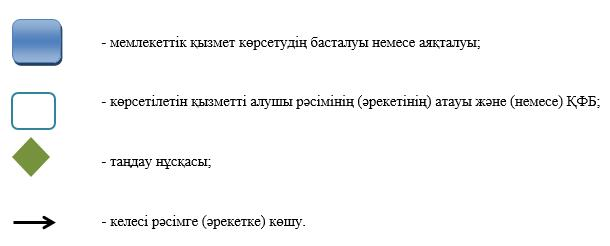 - мемлекеттік қызмет көрсетудің басталуы немесе аяқталуы;
- көрсетілетін қызметті алушы рәсімінің (әрекетінің) атауы және (немесе) ҚФБ;
- таңдау нұсқасы;
- келесі рәсімге (әрекетке) көшу.